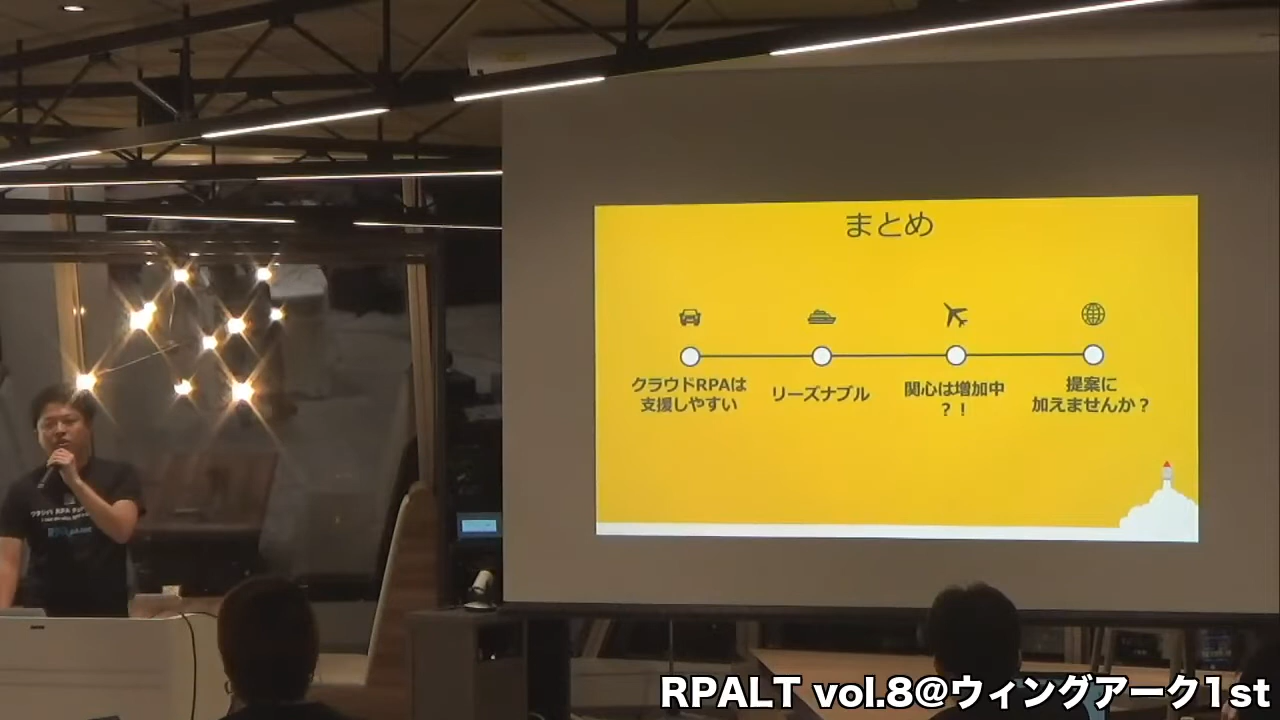 まとめ
クラウドRPAは
支援しやすい
リーズナブル
関心は増加中
？！
提案に
加えませんか？
RPALT vol.8@ウィングアーク1st